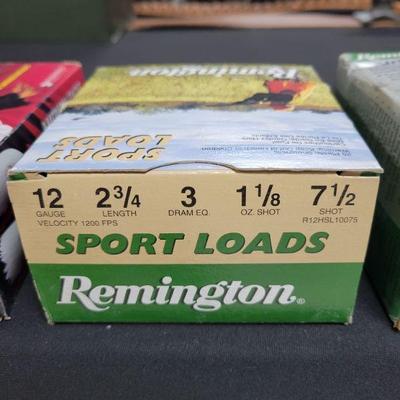 Remington
SPORT
LOADS
12 2 3/4 3 1 1/8 7 1/2
GAUGE LENGTH DRAM EQ. OZ. SHOT SHOT
VELOCITY 1200 FPS R12HSL10075
SPORT LOADS
Remington®